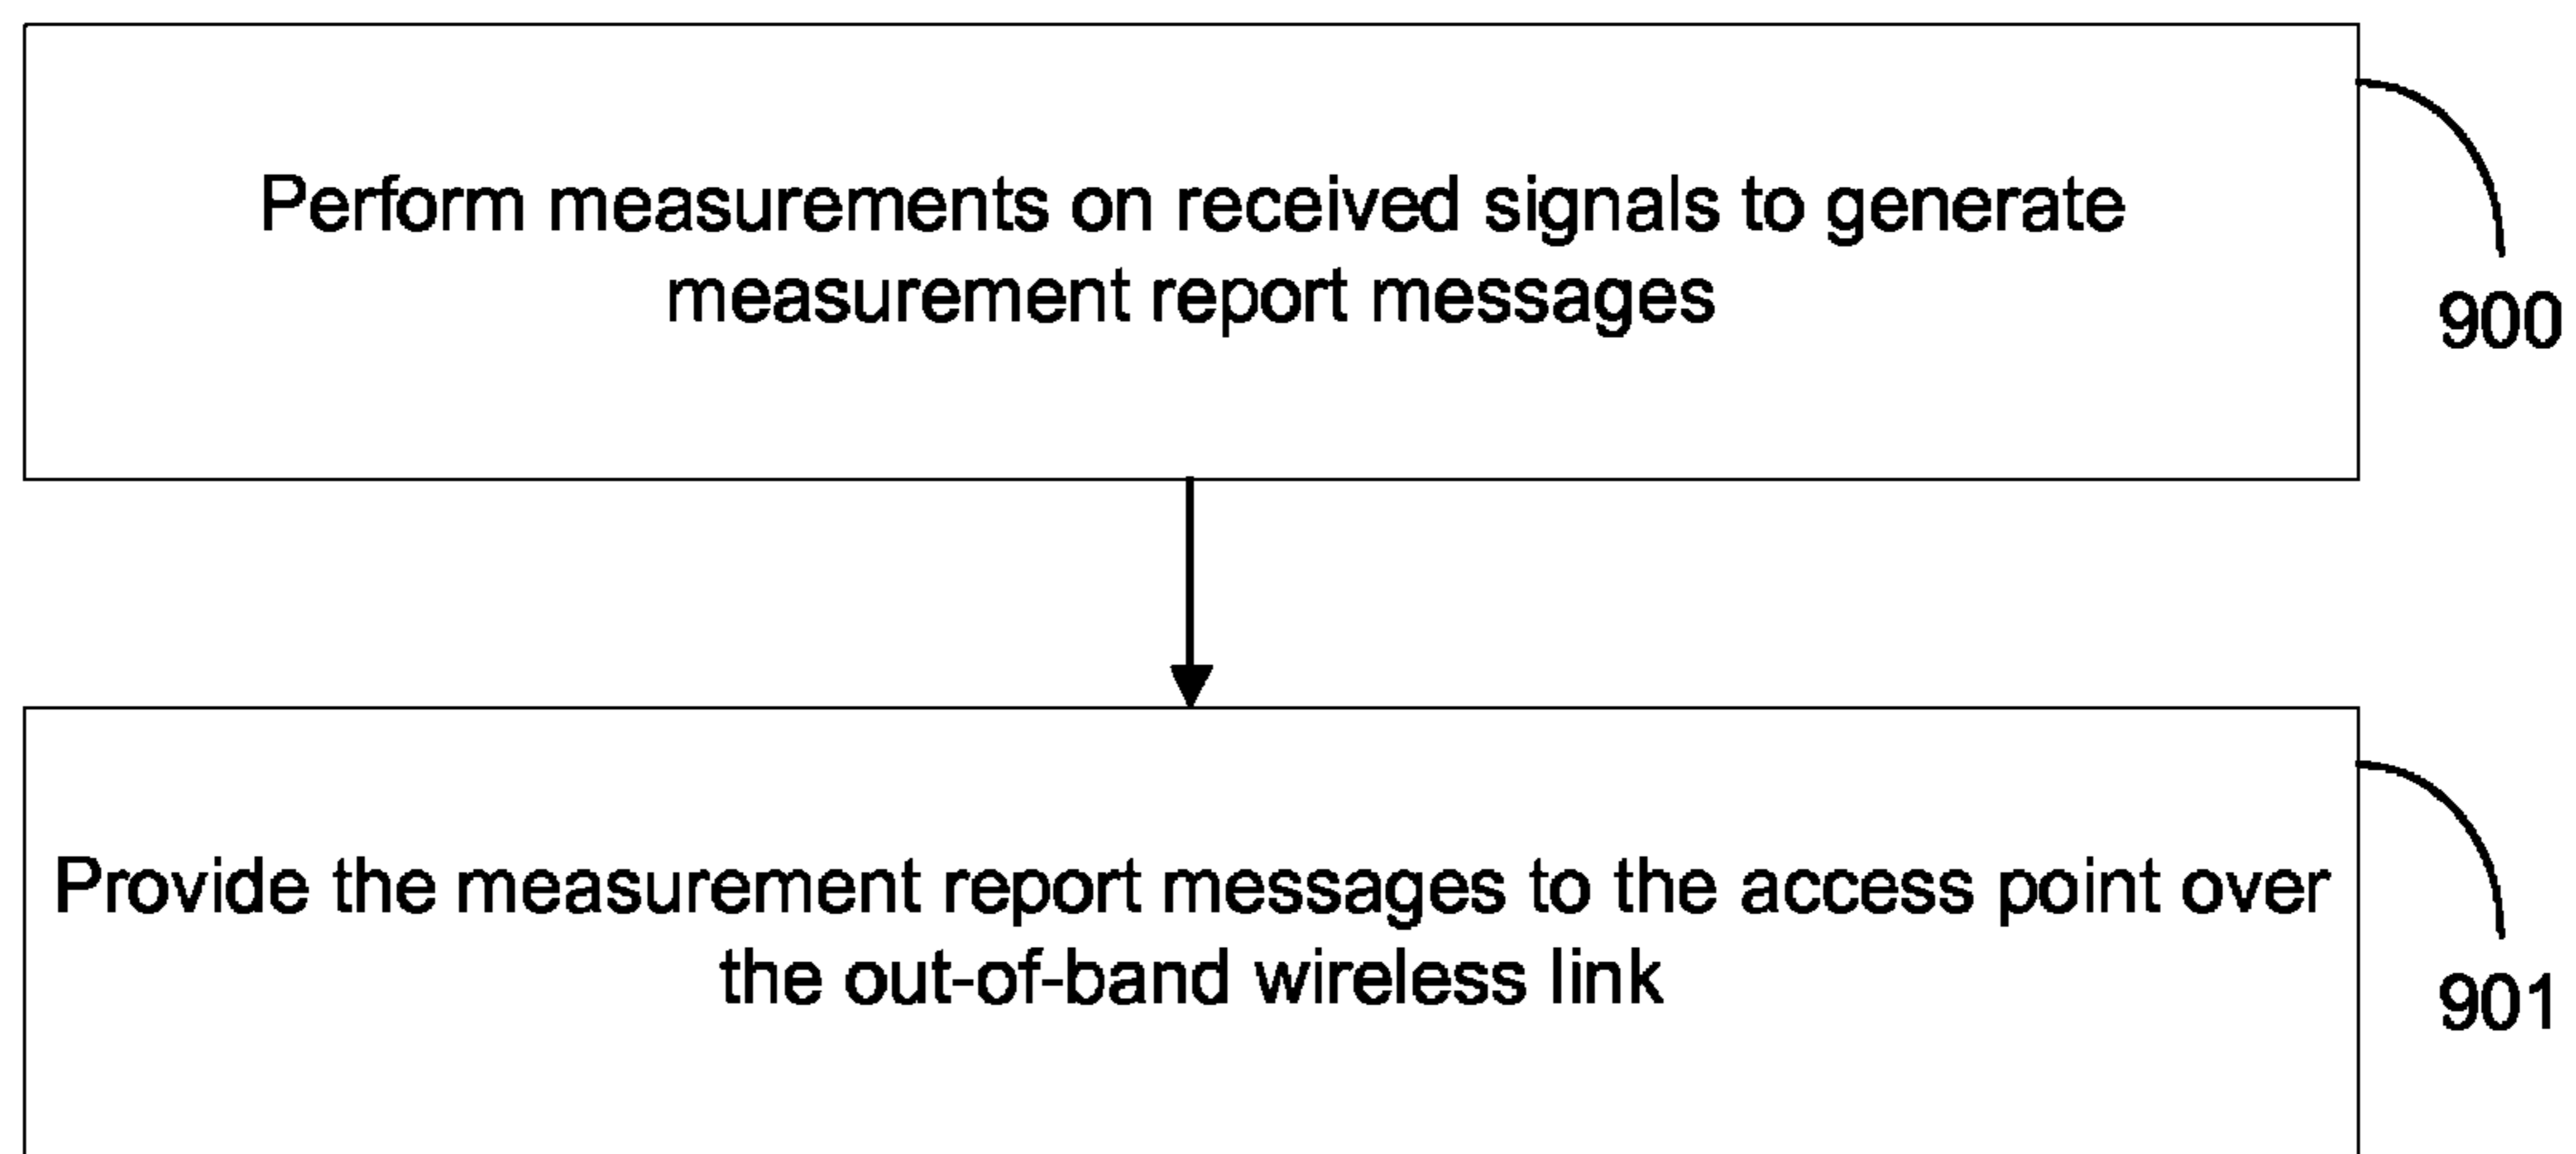 Perform measurements on received signals to generate
measurement report messages
900
Provide the measurement report messages to the access point over
the out-of-band wireless link
901